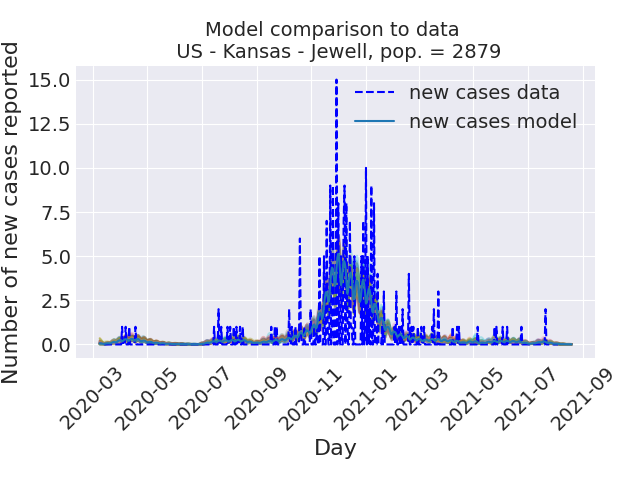 Model comparison to data
US - Kansas - Jewell, pop. = 2879
Number of new cases reported
15.0
12.5
10.0
7.5
5.0
2.5
0.0
new cases data
new cases model
2020-03
2020-05
2020-07
2020-09
2020-11
2021-01
2021-03
2021-05
2021-07
2021-09
Day